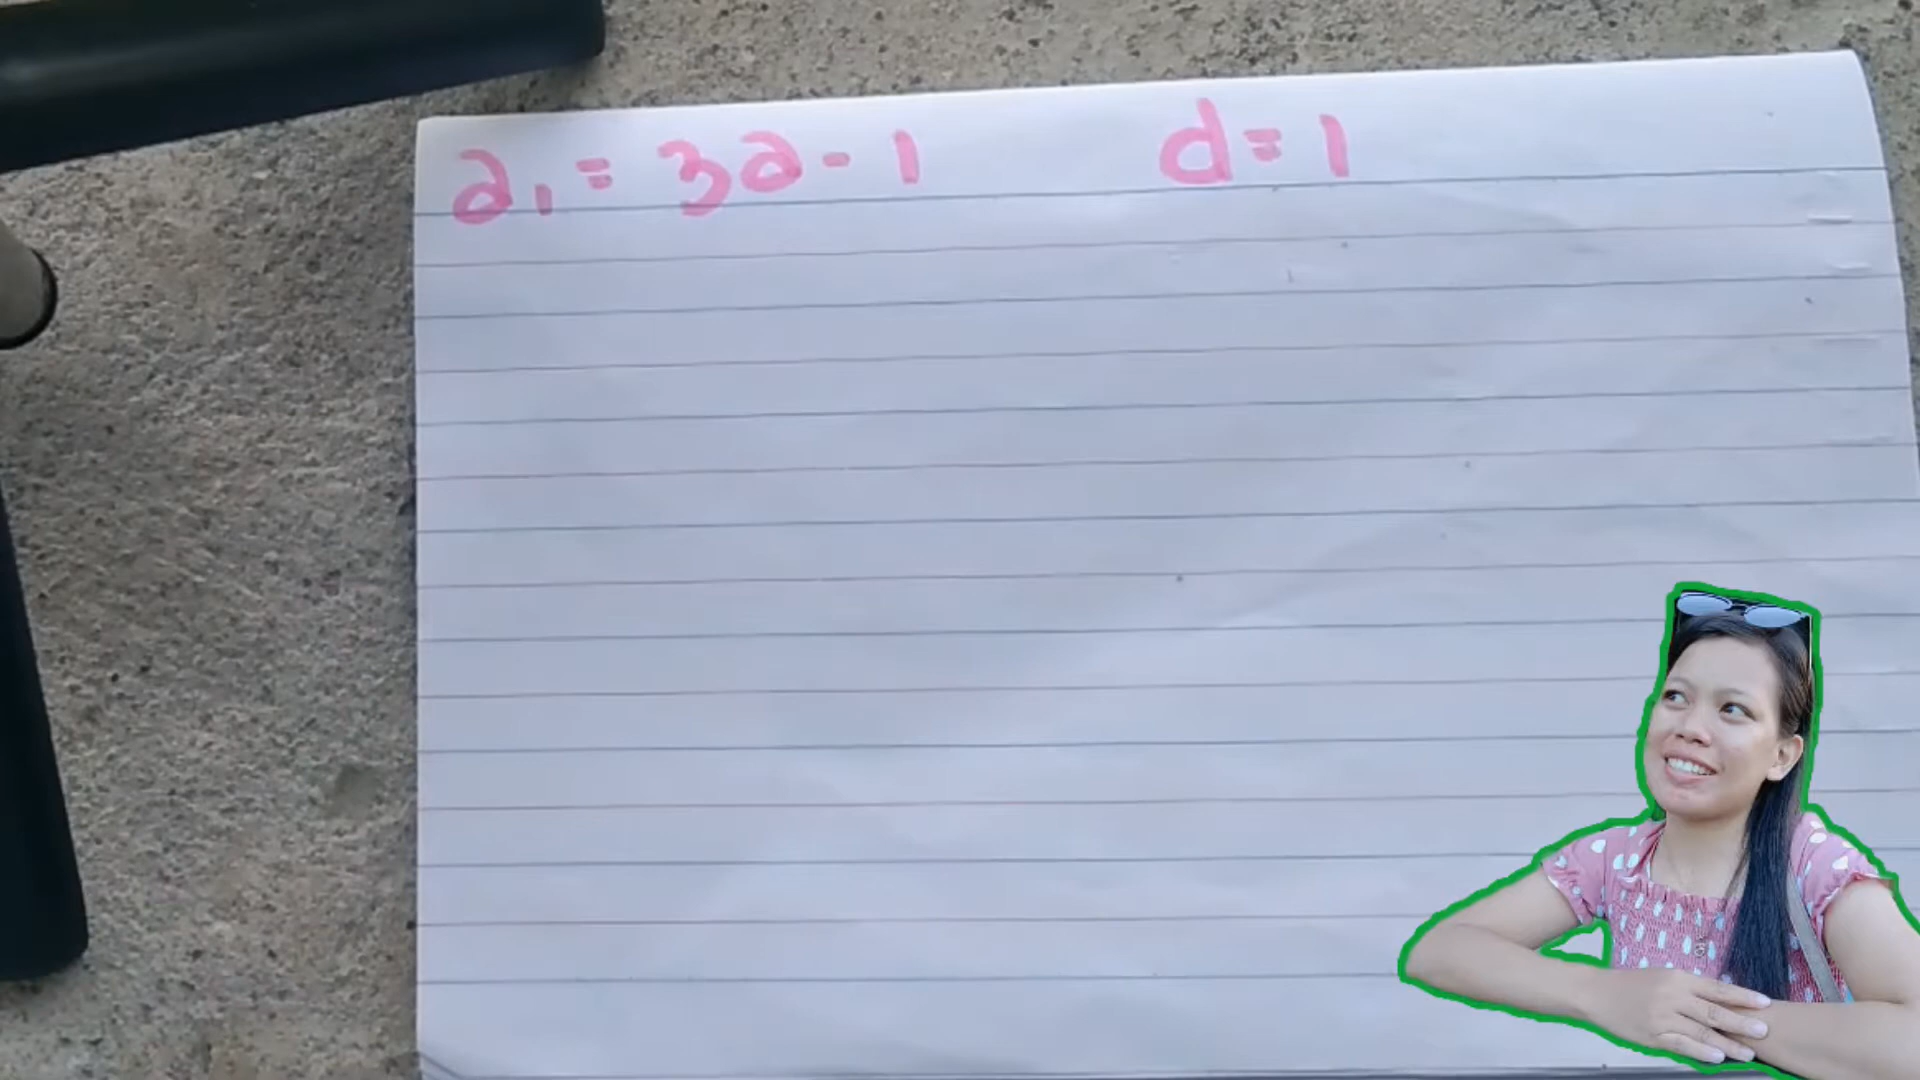 a₁ = 3a - 1 d = 1